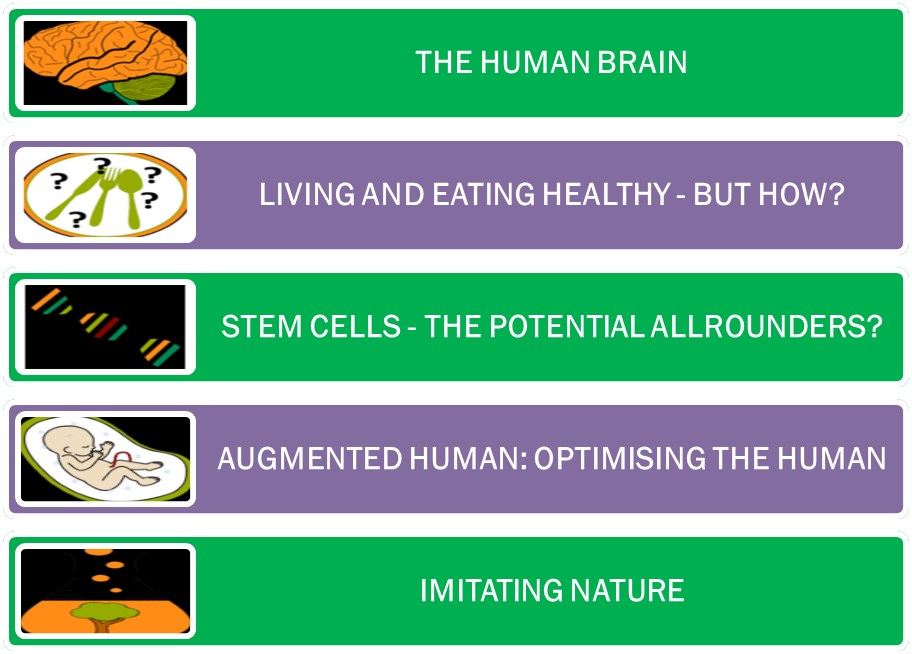 THE HUMAN BRAIN
? ? ? ? ?
LIVING AND EATING HEALTHY - BUT HOW?
STEM CELLS - THE POTENTIAL ALLROUNDERS?
AUGMENTED HUMAN: OPTIMISING THE HUMAN
IMITATING NATURE